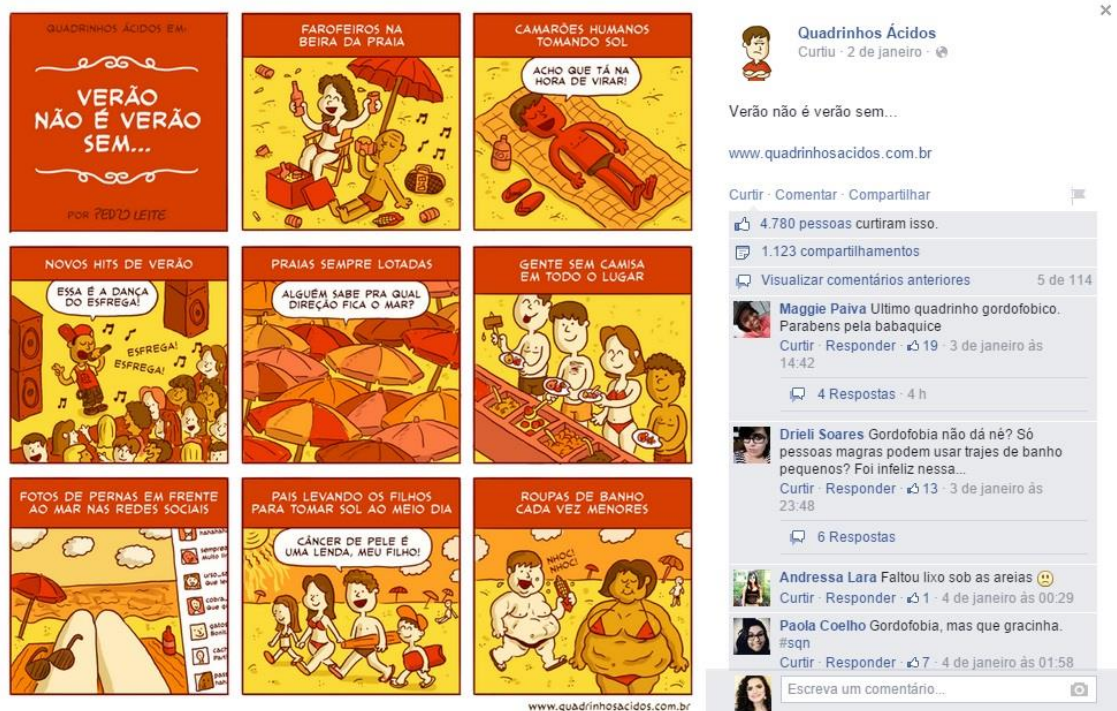 QUADRINHOS ÁCIDOS EM:
VERÃO
NÃO É VERÃO
SEM...
POR PEDRO LEITE
FAROFEIROS NA
BEIRA DA PRAIA
CAMARÕES HUMANOS
TOMANDO SOL
ACHO QUE TÁ NA
HORA DE VIRAR!
NOVOS HITS DE VERÃO
ESSA É A DANÇA
DO ESFREGA!
ESFREGA!
ESFREGA!
PRAIAS SEMPRE LOTADAS
ALGUÉM SABE PRA QUAL
DIREÇÃO FICA O MAR?
GENTE SEM CAMISA
EM TODO O LUGAR
FOTOS DE PERNAS EM FRENTE
AO MAR NAS REDES SOCIAIS
PAIS LEVANDO OS FILHOS
PARA TOMAR SOL AO MEIO DIA
CÂNCER DE PELE É
UMA LENDA, MEU FILHO!
ROUPAS DE BANHO
CADA VEZ MENORES
NHOC!
NHOC!
www.quadrinhosacidos.com.br
Quadrinhos Ácidos
Curtiu · 2 de janeiro ·
Verão não é verão sem...
www.quadrinhosacidos.com.br
Curtir · Comentar · Compartilhar
4.780 pessoas curtiram isso.
1.123 compartilhamentos
Visualizar comentários anteriores 5 de 114
Maggie Paiva Ultimo quadrinho gordofobico.
Parabens pela babaquice
Curtir · Responder · 19 · 3 de janeiro às
14:42
4 Respostas · 4 h
Drieli Soares Gordofobia não dá né? Só
pessoas magras podem usar trajes de banho
pequenos? Foi infeliz nessa...
Curtir · Responder · 13 · 3 de janeiro às
23:48
6 Respostas
Andressa Lara Faltou lixo sob as areias
Curtir · Responder · 1 · 4 de janeiro às 00:29
Paola Coelho Gordofobia, mas que gracinha.
#sqn
Curtir · Responder · 7 · 4 de janeiro às 01:58
Escreva um comentário...